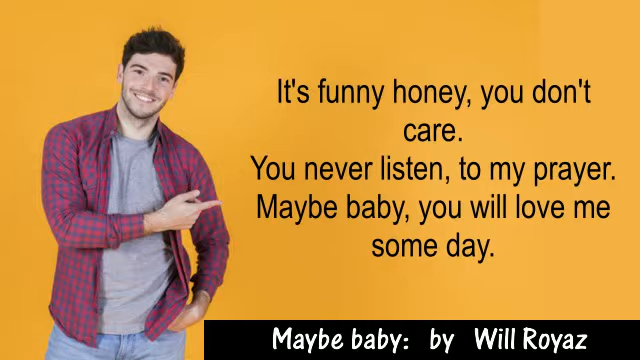 It's funny honey, you don't
care.
You never listen, to my prayer.
Maybe baby, you will love me
some day.
Maybe baby: by Will Royaz